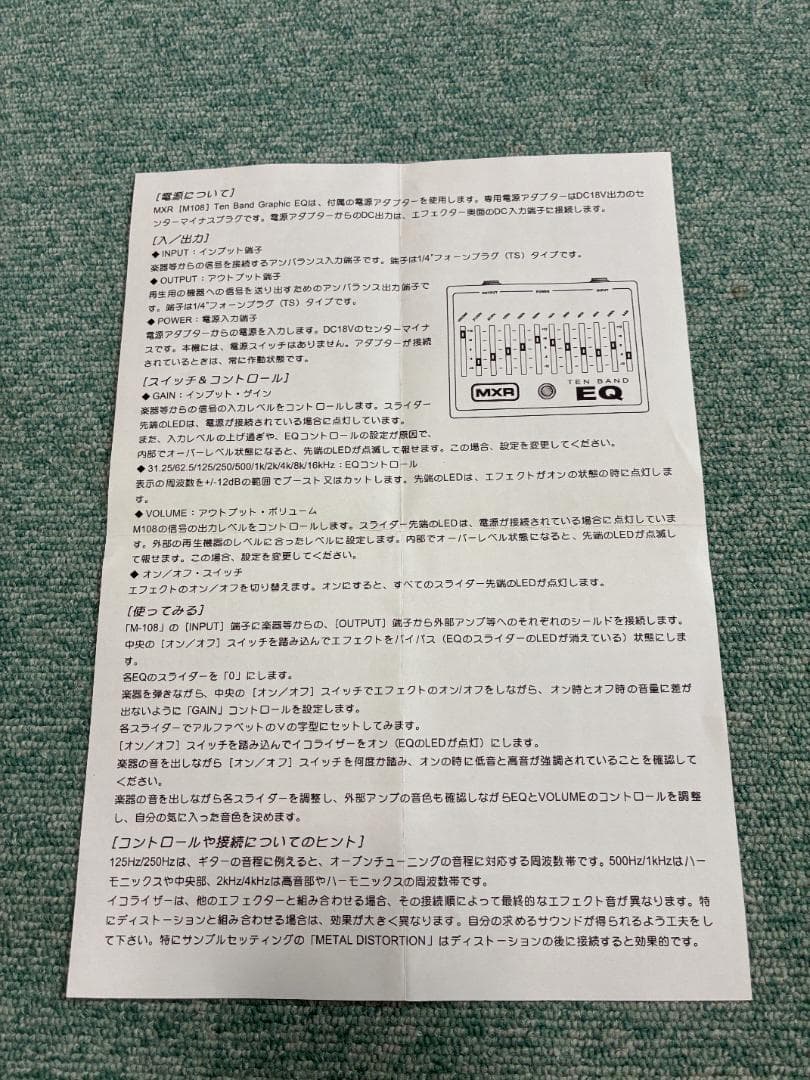 [電源について]
MXR [M108] Ten Band Graphic EQは、付属の電源アダプターを使用します。専用電源アダプターはDC18V出力のセ
ンターマイナスプラグです。電源アダプターからのDC出力は、エフェクター奥面のDC入力端子に接続します。
[入／出力]
◆ INPUT：インプット端子
楽器等からの信号を接続するアンバランス入力端子です。端子は1/4"フォーンプラグ（TS）タイプです。
◆ OUTPUT：アウトプット端子
再生用の機器への信号を送り出すためのアンバランス出力端子で
す。端子は1/4"フォーンプラグ（TS）タイプです。
◆ POWER：電源入力端子
電源アダプターからの電源を入力します。DC18Vのセンターマイナ
スです。本機には、電源スイッチはありません。アダプターが接続
されているときは、常に作動状態です。
OUTPUT POWER INPUT
MXR
TEN BAND
EQ
[スイッチ＆コントロール]
◆ GAIN：インプット・ゲイン
楽器等からの信号の入力レベルをコントロールします。スライダー
先端のLEDは、電源が接続されている場合に点灯しています。
また、入力レベルの上げ過ぎや、EQコントロールの設定が原因で、
内部でオーバーレベル状態になると、先端のLEDが点滅して報せます。この場合、設定を変更してください。
◆ 31.25/62.5/125/250/500/1k/2k/4k/8k/16kHz：EQコントロール
表示の周波数を+/-12dBの範囲でブースト又はカットします。先端のLEDは、エフェクトがオンの状態の時に点灯しま
す。
◆ VOLUME：アウトプット・ボリューム
M108の信号の出力レベルをコントロールします。スライダー先端のLEDは、電源が接続されている場合に点灯していま
す。外部の再生機器のレベルに合ったレベルに設定します。内部でオーバーレベル状態になると、先端のLEDが点滅し
て報せます。この場合、設定を変更してください。
◆ オン／オフ・スイッチ
エフェクトのオン／オフを切り替えます。オンにすると、すべてのスライダー先端のLEDが点灯します。
[使ってみる]
「M-108」の［INPUT］端子に楽器等からの、［OUTPUT］端子から外部アンプ等へのそれぞれのシールドを接続します。
中央の［オン／オフ］スイッチを踏み込んでエフェクトをバイパス（EQのスライダーのLEDが消えている）状態にしま
す。
各EQのスライダーを「0」にします。
楽器を弾きながら、中央の［オン／オフ］スイッチでエフェクトのオン/オフをしながら、オン時とオフ時の音量に差が
出ないように「GAIN」コントロールを設定します。
各スライダーでアルファベットのVの字型にセットしてみます。
［オン／オフ］スイッチを踏み込んでイコライザーをオン（EQのLEDが点灯）にします。
楽器の音を出しながら［オン／オフ］スイッチを何度か踏み、オンの時に低音と高音が強調されていることを確認して
ください。
楽器の音を出しながら各スライダーを調整し、外部アンプの音色も確認しながらEQとVOLUMEのコントロールを調整
し、自分の気に入った音色を決めます。
[コントロールや接続についてのヒント]
125Hz/250Hzは、ギターの音程に例えると、オープンチューニングの音程に対応する周波数帯です。500Hz/1kHzはハー
モニックスや中央部、2kHz/4kHzは高音部やハーモニックスの周波数帯です。
イコライザーは、他のエフェクターと組み合わせる場合、その接続順によって最終的なエフェクト音が異なります。特
にディストーションと組み合わせる場合は、効果が大きく異なります。自分の求めるサウンドが得られるよう工夫をし
て下さい。特にサンプルセッティングの「METAL DISTORTION」はディストーションの後に接続すると効果的です。